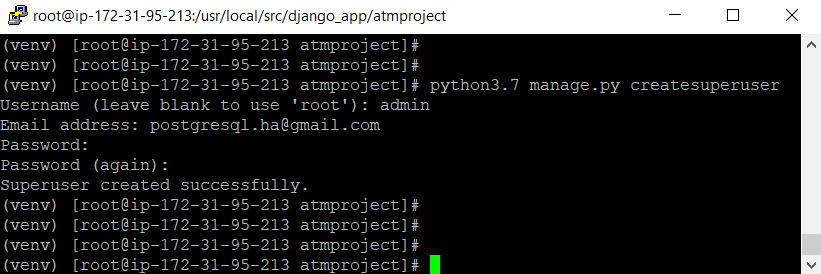 root@ip-172-31-95-213:/usr/local/src/django_app/atmproject
(venv) [root@ip-172-31-95-213 atmproject]#
(venv) [root@ip-172-31-95-213 atmproject]#
(venv) [root@ip-172-31-95-213 atmproject]# python3.7 manage.py createsuperuser
Username (leave blank to use 'root'): admin
Email address: postgresql.ha@gmail.com
Password:
Password (again):
Superuser created successfully.
(venv) [root@ip-172-31-95-213 atmproject]#
(venv) [root@ip-172-31-95-213 atmproject]#
(venv) [root@ip-172-31-95-213 atmproject]#
(venv) [root@ip-172-31-95-213 atmproject]#